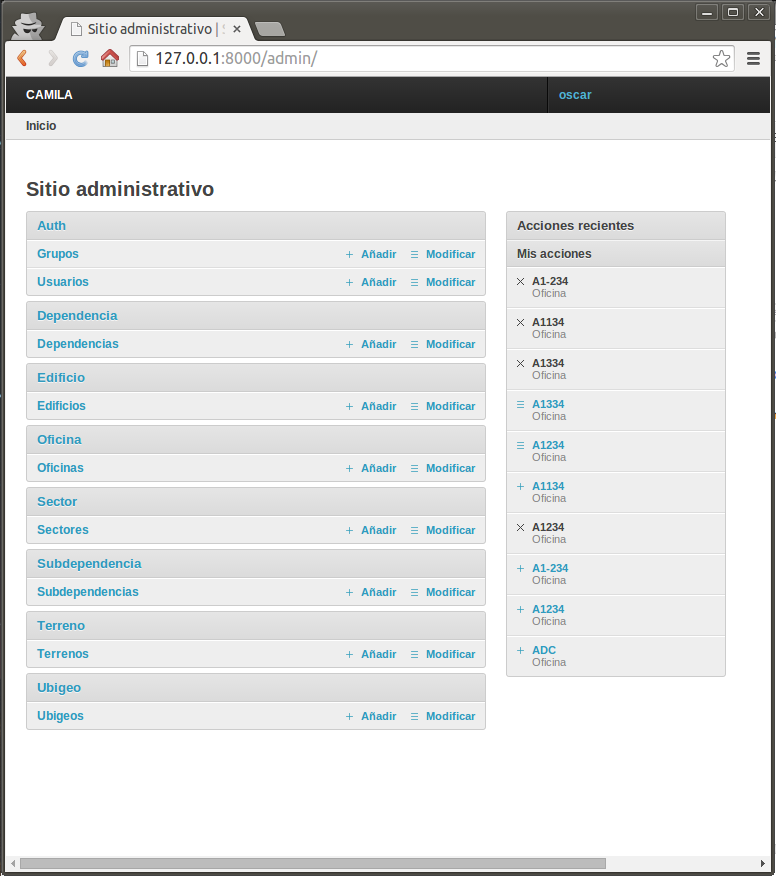 Sitio administrativo |
127.0.0.1:8000/admin/
CAMILA
oscar
Inicio
Sitio administrativo
Auth
Grupos Añadir Modificar
Usuarios Añadir Modificar
Dependencia
Dependencias Añadir Modificar
Edificio
Edificios Añadir Modificar
Oficina
Oficinas Añadir Modificar
Sector
Sectores Añadir Modificar
Subdependencia
Subdependencias Añadir Modificar
Terreno
Terrenos Añadir Modificar
Ubigeo
Ubigeos Añadir Modificar
Acciones recientes
Mis acciones
A1-234
Oficina
A1134
Oficina
A1334
Oficina
A1334
Oficina
A1234
Oficina
A1134
Oficina
A1234
Oficina
A1-234
Oficina
A1234
Oficina
ADC
Oficina